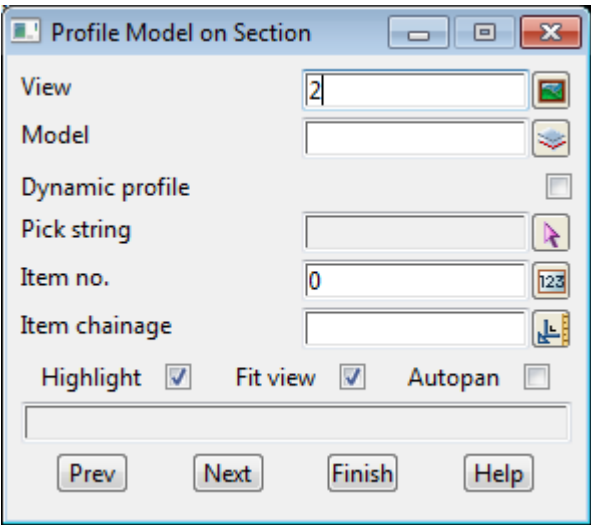 Profile Model on Section
View 2
Model
Dynamic profile
Pick string
Item no. 0 123
Item chainage
Highlight Fit view Autopan
Prev Next Finish Help